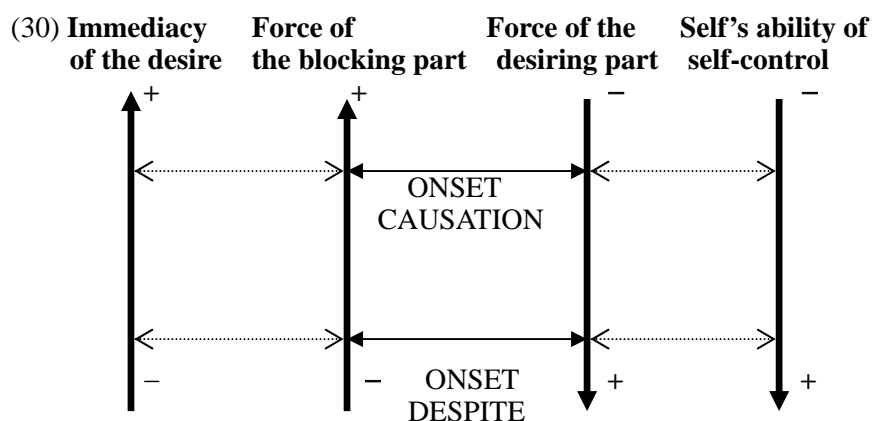 (30) Immediacy Force of Force of the Self's ability of
of the desire the blocking part desiring part self-control
+ + − −
ONSET
CAUSATION
− − ONSET + +
DESPITE